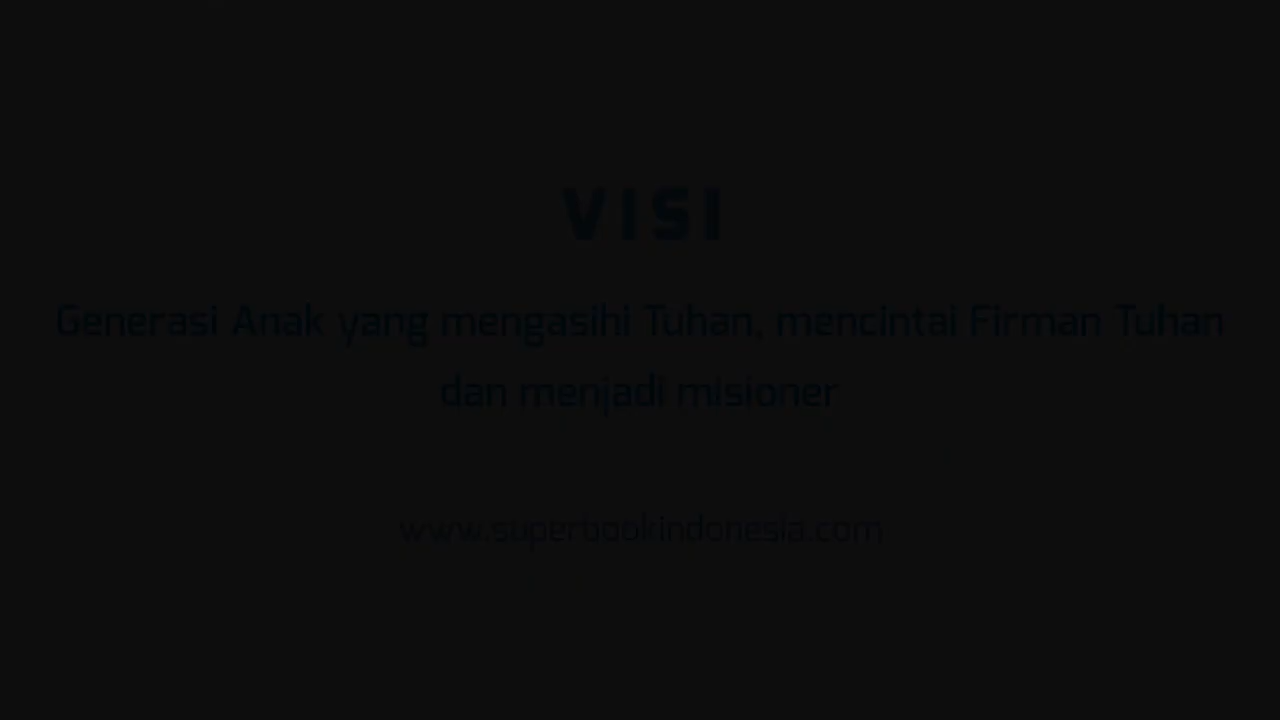 VISI
Generasi Anak yang mengasihi Tuhan, mencintai Firman Tuhan
dan menjadi misioner
www.superbookindonesia.com